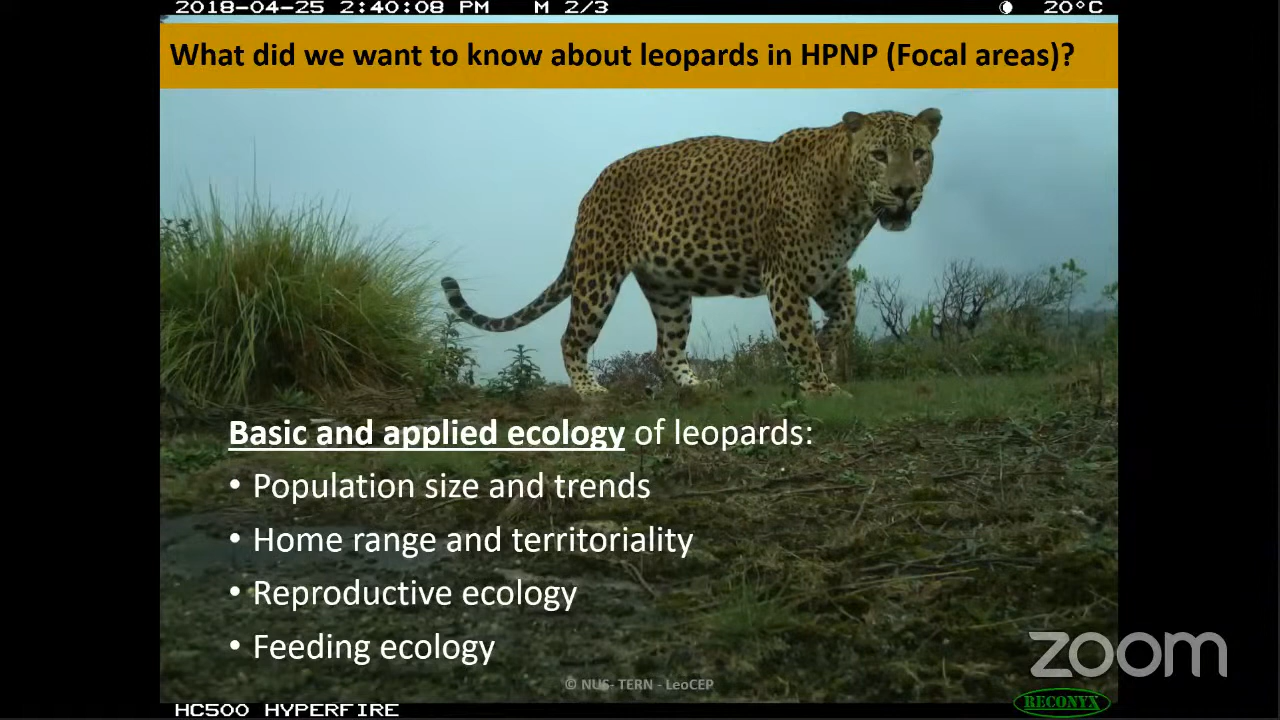 2018-04-25 2:40:08 PM M 2/3 20°C
What did we want to know about leopards in HPNP (Focal areas)?
Basic and applied ecology of leopards:
• Population size and trends
• Home range and territoriality
• Reproductive ecology
• Feeding ecology
zoom
© NUS- TERN - LeoCEP
HC500 HYPERFIRE
RECONYX